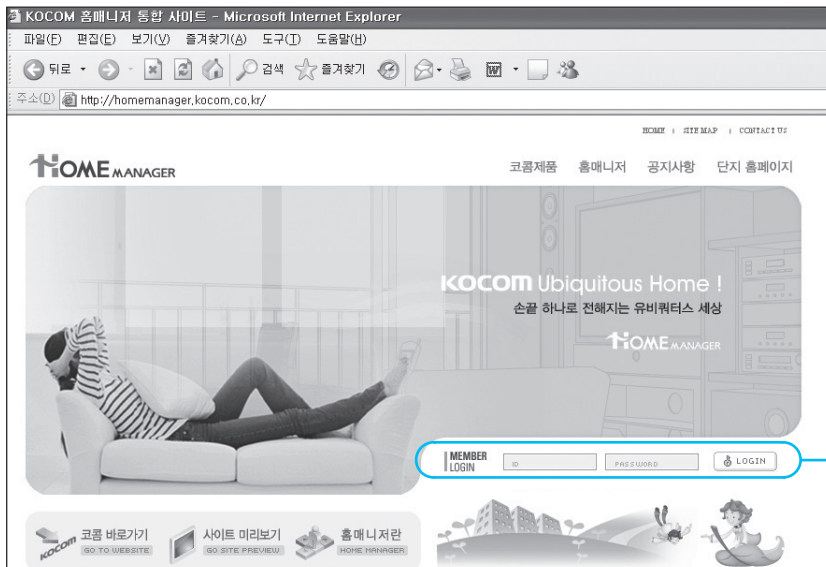 KOCOM 홈매니저 통합 사이트 - Microsoft Internet Explorer
파일(F) 편집(E) 보기(V) 즐겨찾기(A) 도구(T) 도움말(H)
뒤로 검색 즐겨찾기
주소(D) http://homemanager.kocom.co.kr/
HOME | SITEMAP | CONTACT US
HOME MANAGER 코콤제품 홈매니저 공지사항 단지 홈페이지
KOCOM Ubiquitous Home !
손끝 하나로 전해지는 유비쿼터스 세상
HOME MANAGER
MEMBER
LOGIN ID PASSWORD LOGIN
KOCOM 코콤 바로가기 사이트 미리보기 홈매니저란
GO TO WEBSITE GO SITE PREVIEW HOME MANAGER